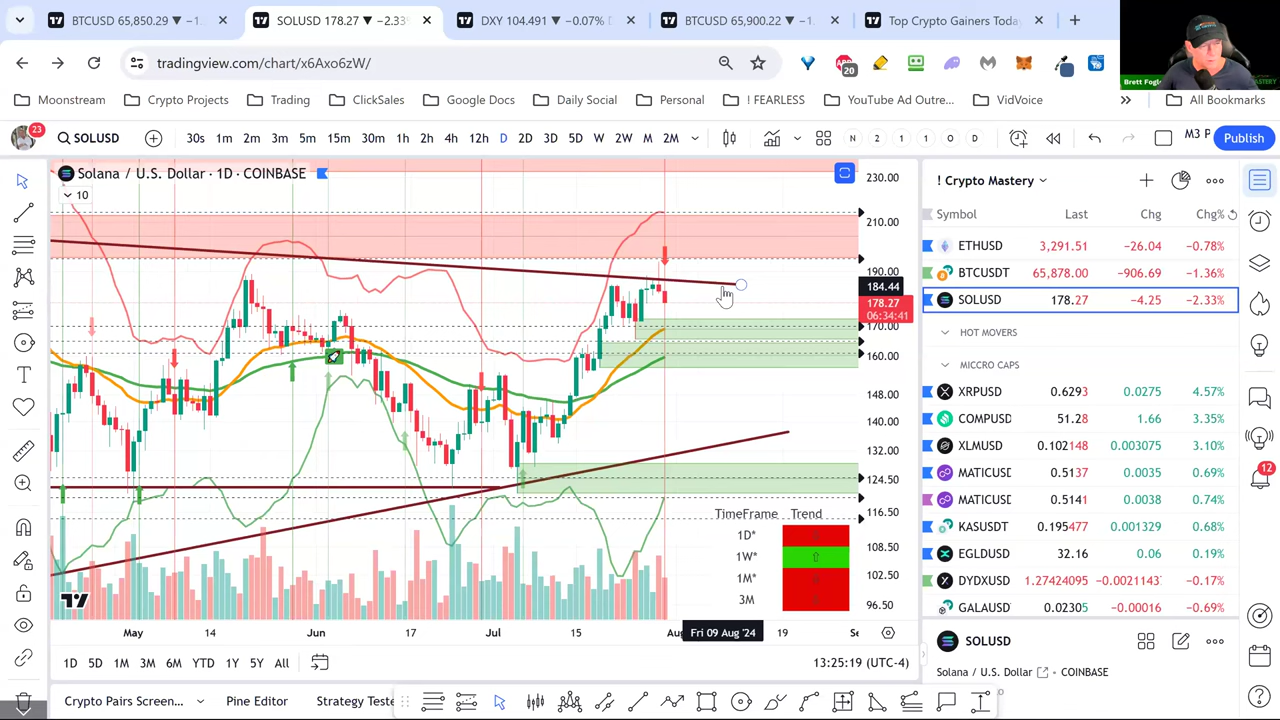 BTCUSD 65,850.29 ▼ −1.
SOLUSD 178.27 ▼ −2.33%
DXY 104.491 ▼ −0.07%
BTCUSD 65,900.22 ▼ −1.
Top Crypto Gainers Toda
tradingview.com/chart/x6Axo6zW/
20
Brett Fogle
Moonstream
Crypto Projects
Trading
ClickSales
Google Docs
Daily Social
Personal
! FEARLESS
YouTube Ad Outre...
VidVoice
All Bookmarks
23
SOLUSD
30s 1m 2m 3m 5m 15m 30m 1h 2h 4h 12h D 2D 3D 5D W 2W M 2M
N 2 1 1 O D
M3 P
Publish
Solana / U.S. Dollar · 1D · COINBASE
10
230.00
210.00
190.00
184.44
178.27
06:34:41
170.00
160.00
148.00
140.00
132.00
124.50
116.50
108.50
102.50
96.50
TimeFrame Trend
1D*
1W* ⇧
1M*
3M
May 14 Jun 17 Jul 15 Aug Fri 09 Aug '24 19 Se
1D 5D 1M 3M 6M YTD 1Y 5Y All
13:25:19 (UTC-4)
Crypto Pairs Screen...
Pine Editor
Strategy Teste
! Crypto Mastery
Symbol Last Chg Chg%
ETHUSD 3,291.51 −26.04 −0.78%
BTCUSDT 65,878.00 −906.69 −1.36%
SOLUSD 178.27 −4.25 −2.33%
HOT MOVERS
MICCRO CAPS
XRPUSD 0.6293 0.0275 4.57%
COMPUSD 51.28 1.66 3.35%
XLMUSD 0.102148 0.003075 3.10%
MATICUSD 0.5137 0.0035 0.69%
MATICUSD 0.5141 0.0038 0.74%
KASUSDT 0.195477 0.001329 0.68%
EGLDUSD 32.16 0.06 0.19%
DYDXUSD 1.27424095 −0.0021143 −0.17%
GALAUSD 0.02305 −0.00016 −0.69%
SOLUSD
Solana / U.S. Dollar COINBASE
12